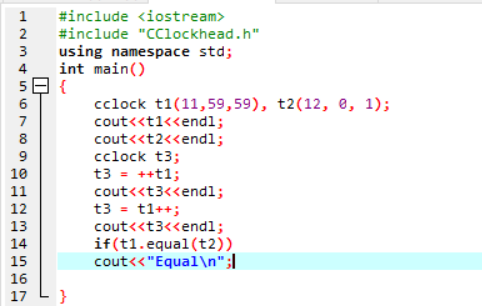 1 #include <iostream>
2 #include "CClockhead.h"
3 using namespace std;
4 int main()
5 {
6 cclock t1(11,59,59), t2(12, 0, 1);
7 cout<<t1<<endl;
8 cout<<t2<<endl;
9 cclock t3;
10 t3 = ++t1;
11 cout<<t3<<endl;
12 t3 = t1++;
13 cout<<t3<<endl;
14 if(t1.equal(t2))
15 cout<<"Equal\n";
16
17 }